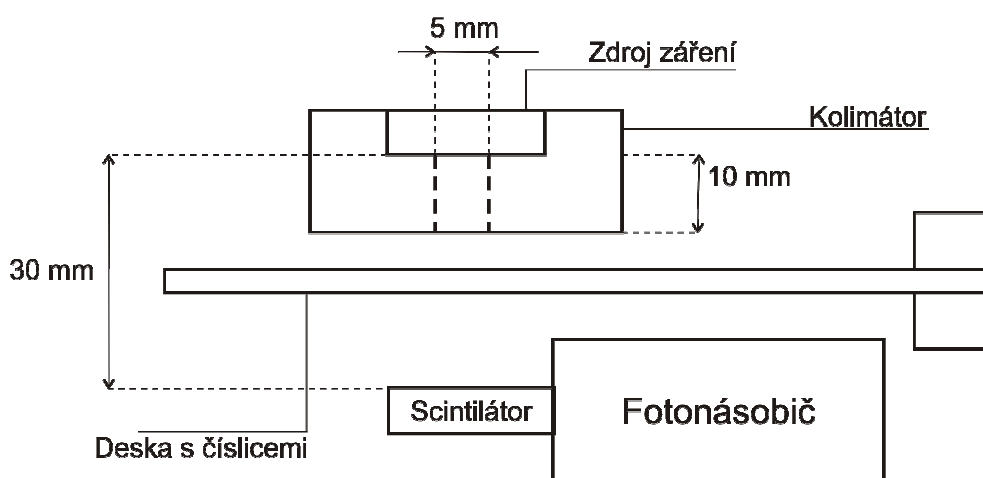 5 mm
Zdroj záření
Kolimátor
10 mm
30 mm
Scintilátor
Fotonásobič
Deska s číslicemi